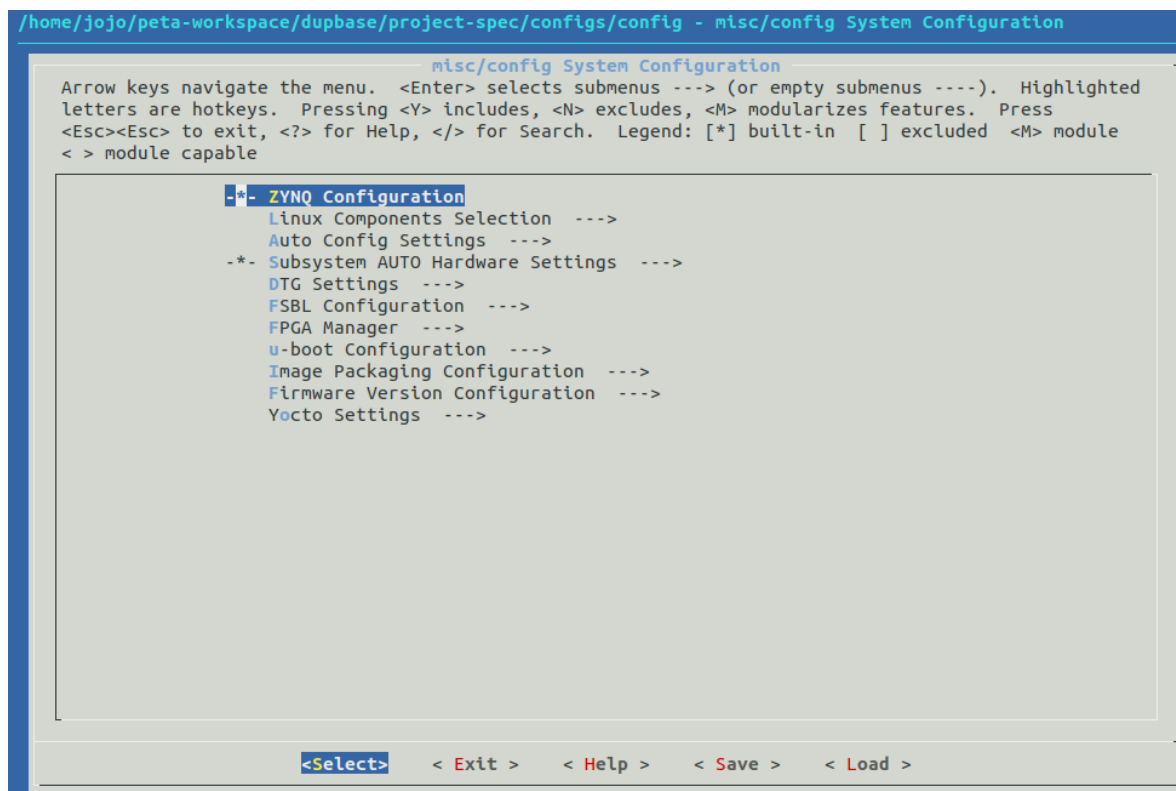 /home/jojo/peta-workspace/dupbase/project-spec/configs/config - misc/config System Configuration
misc/config System Configuration
Arrow keys navigate the menu.  <Enter> selects submenus ---> (or empty submenus ----).  Highlighted
letters are hotkeys.  Pressing <Y> includes, <N> excludes, <M> modularizes features.  Press
<Esc><Esc> to exit, <?> for Help, </> for Search.  Legend: [*] built-in  [ ] excluded  <M> module
< > module capable
-*- ZYNQ Configuration
Linux Components Selection  --->
Auto Config Settings  --->
-*- Subsystem AUTO Hardware Settings  --->
DTG Settings  --->
FSBL Configuration  --->
FPGA Manager  --->
u-boot Configuration  --->
Image Packaging Configuration  --->
Firmware Version Configuration  --->
Yocto Settings  --->
<Select>    < Exit >    < Help >    < Save >    < Load >